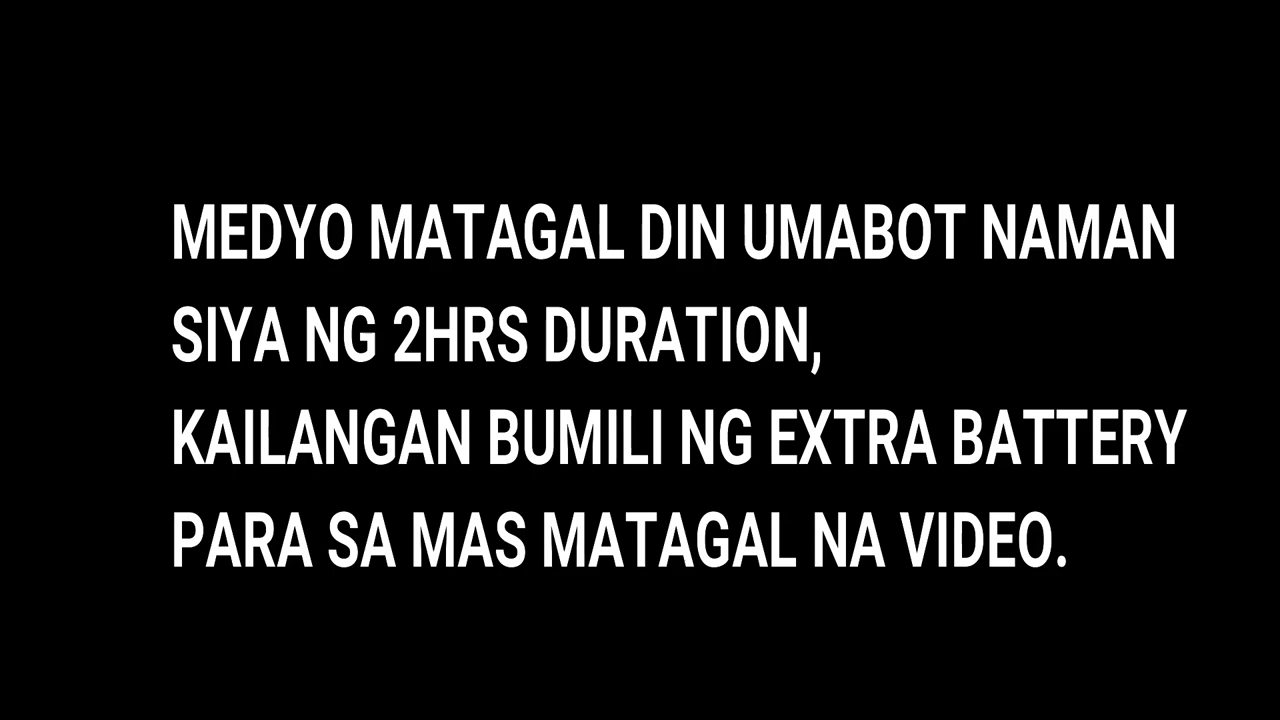 MEDYO MATAGAL DIN UMABOT NAMAN
SIYA NG 2HRS DURATION,
KAILANGAN BUMILI NG EXTRA BATTERY
PARA SA MAS MATAGAL NA VIDEO.